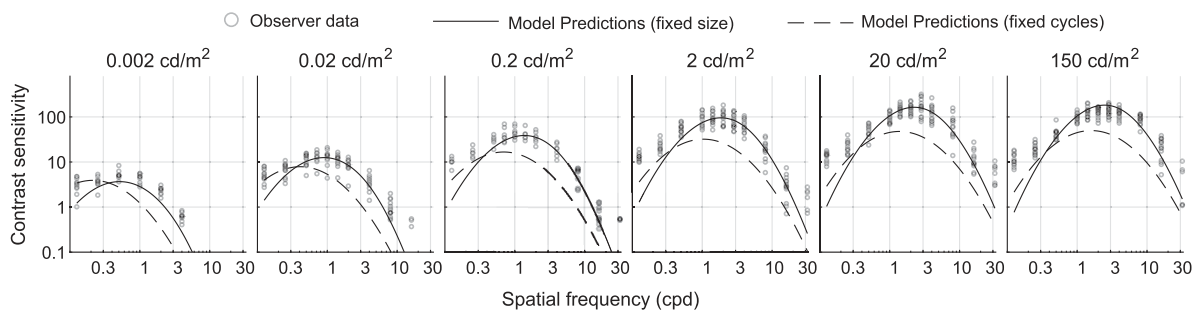 Observer data Model Predictions (fixed size) Model Predictions (fixed cycles)
0.002 cd/m² 0.02 cd/m² 0.2 cd/m² 2 cd/m² 20 cd/m² 150 cd/m²
Contrast sensitivity
100
10
1
0.1
0.3 1 3 10 30 0.3 1 3 10 30 0.3 1 3 10 30 0.3 1 3 10 30 0.3 1 3 10 30 0.3 1 3 10 30
Spatial frequency (cpd)